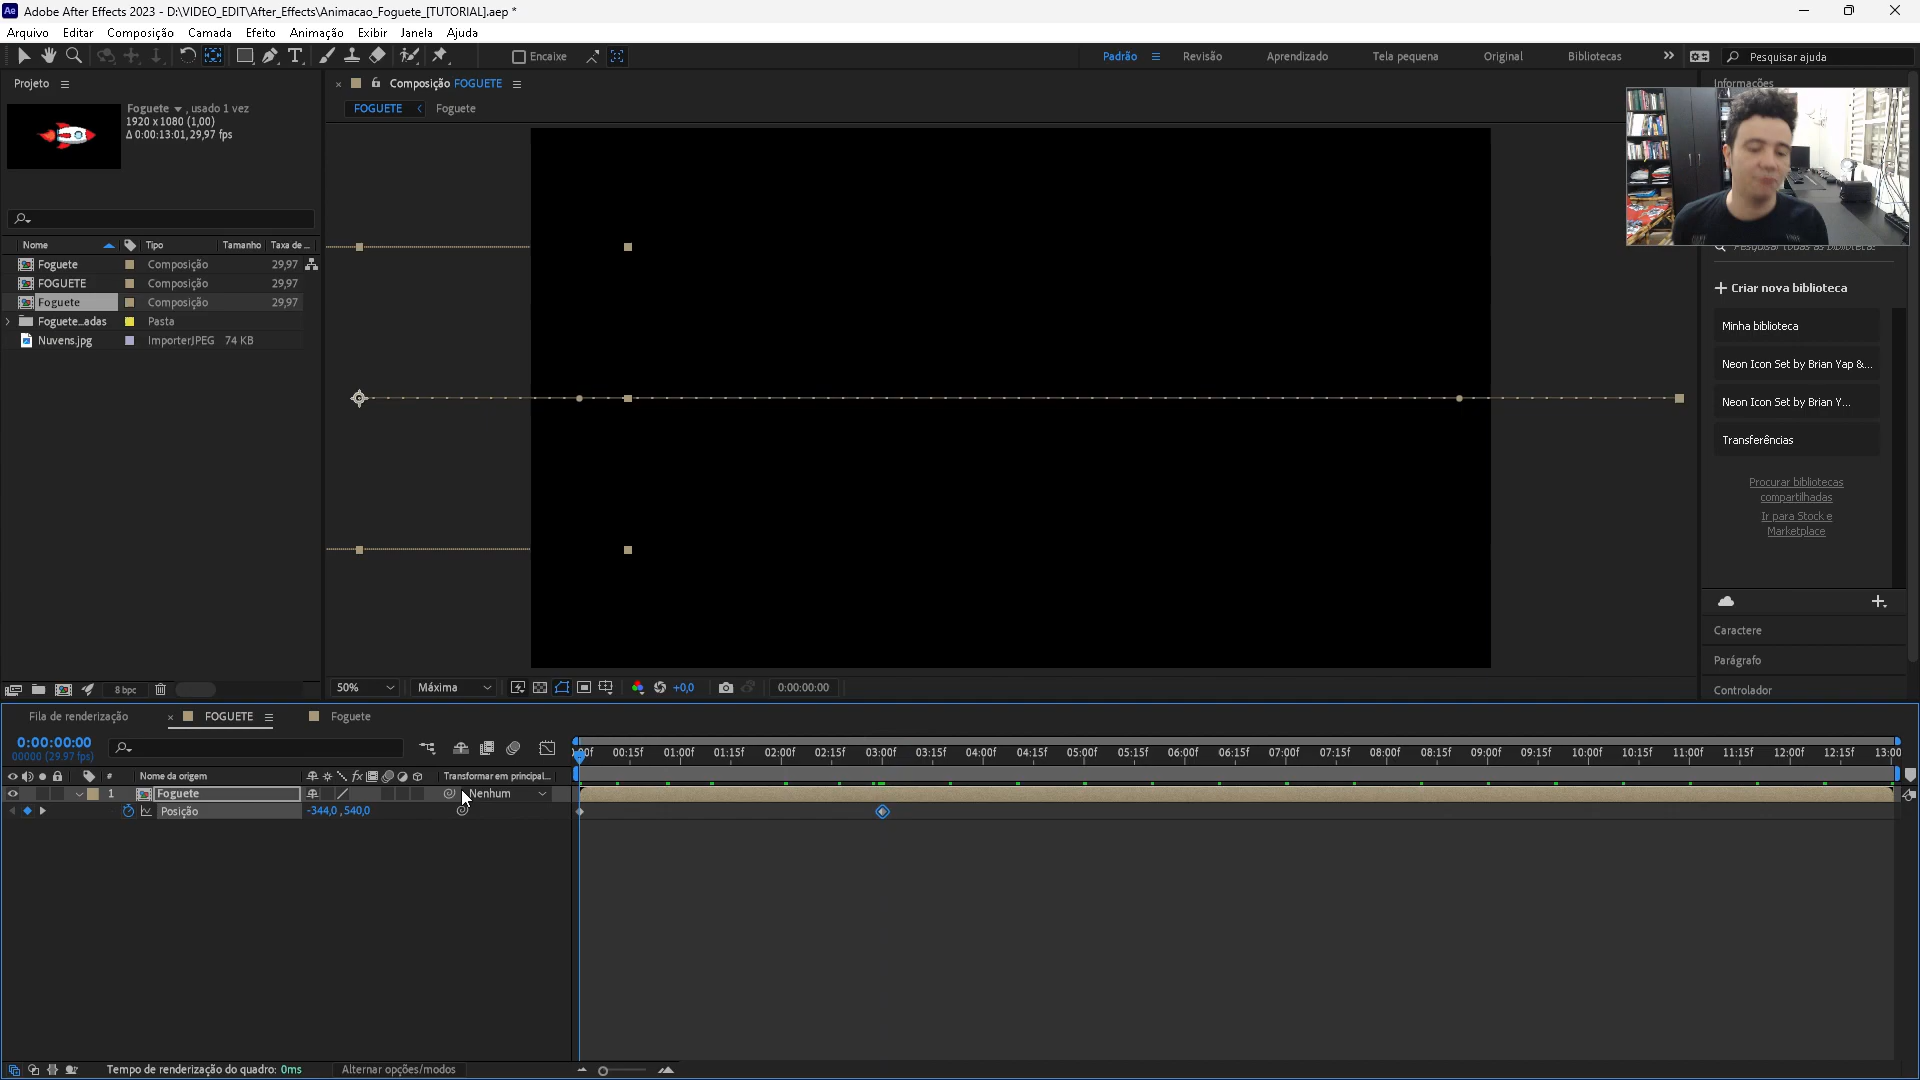 Adobe After Effects 2023 - D:\VIDEO_EDIT\After_Effects\Animacao_Foguete_[TUTORIAL].aep *
Arquivo Editar Composição Camada Efeito Animação Exibir Janela Ajuda
Encaixe
Padrão Revisão Aprendizado Tela pequena Original Bibliotecas
Pesquisar ajuda
Projeto
Foguete , usado 1 vez
1920 x 1080 (1,00)
Δ 0:00:13:01, 29,97 fps
Nome Tipo Tamanho Taxa de ...
Foguete Composição 29,97
FOGUETE Composição 29,97
Foguete Composição 29,97
Foguete...adas Pasta
Nuvens.jpg ImporterJPEG 74 KB
8 bpc
Composição FOGUETE
FOGUETE Foguete
50% Máxima +0,0 0:00:00:00
Informações
Pesquisar todas as bibliotecas
Criar nova biblioteca
Minha biblioteca
Neon Icon Set by Brian Yap &...
Neon Icon Set by Brian Y...
Transferências
Procurar bibliotecas
compartilhadas
Ir para Stock e
Marketplace
Caractere
Parágrafo
Controlador
Fila de renderização FOGUETE Foguete
0:00:00:00
00000 (29.97 fps)
:00f 00:15f 01:00f 01:15f 02:00f 02:15f 03:00f 03:15f 04:00f 04:15f 05:00f 05:15f 06:00f 06:15f 07:00f 07:15f 08:00f 08:15f 09:00f 09:15f 10:00f 10:15f 11:00f 11:15f 12:00f 12:15f 13:00
# Nome da origem fx Transformar em principal...
1 Foguete Nenhum
Posição -344,0 ,540,0
Tempo de renderização do quadro: 0ms Alternar opções/modos